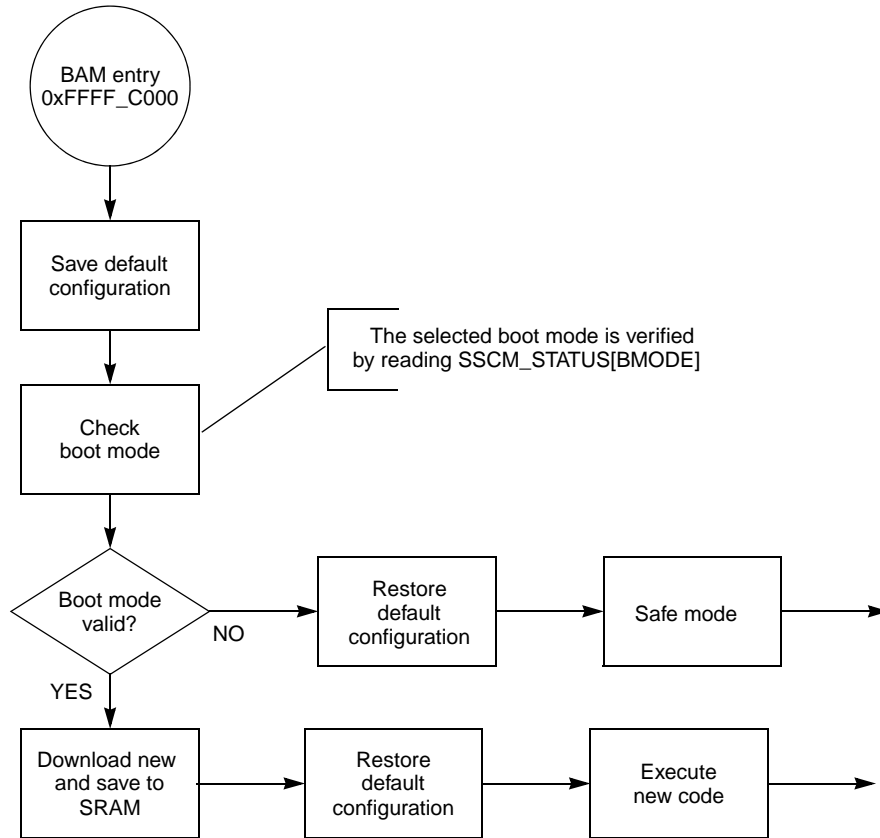 BAM entry
0xFFFF_C000
Save default
configuration
The selected boot mode is verified
by reading SSCM_STATUS[BMODE]
Check
boot mode
Boot mode
valid?
NO
YES
Restore
default
configuration
Safe mode
Download new
and save to
SRAM
Restore
default
configuration
Execute
new code